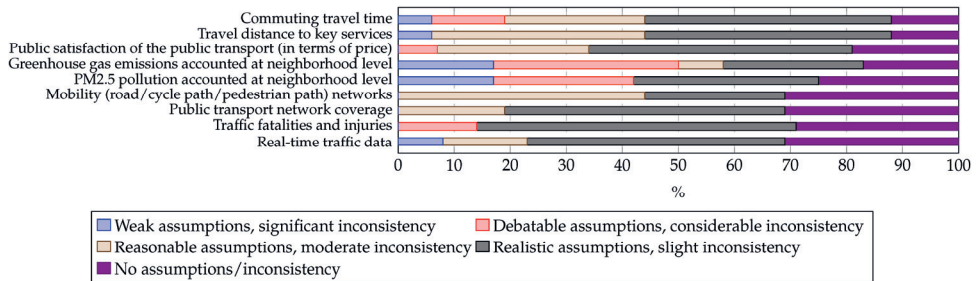 Commuting travel time
Travel distance to key services
Public satisfaction of the public transport (in terms of price)
Greenhouse gas emissions accounted at neighborhood level
PM2.5 pollution accounted at neighborhood level
Mobility (road/cycle path/pedestrian path) networks
Public transport network coverage
Traffic fatalities and injuries
Real-time traffic data
0 10 20 30 40 50 60 70 80 90 100
%
Weak assumptions, significant inconsistency
Debatable assumptions, considerable inconsistency
Reasonable assumptions, moderate inconsistency
Realistic assumptions, slight inconsistency
No assumptions/inconsistency